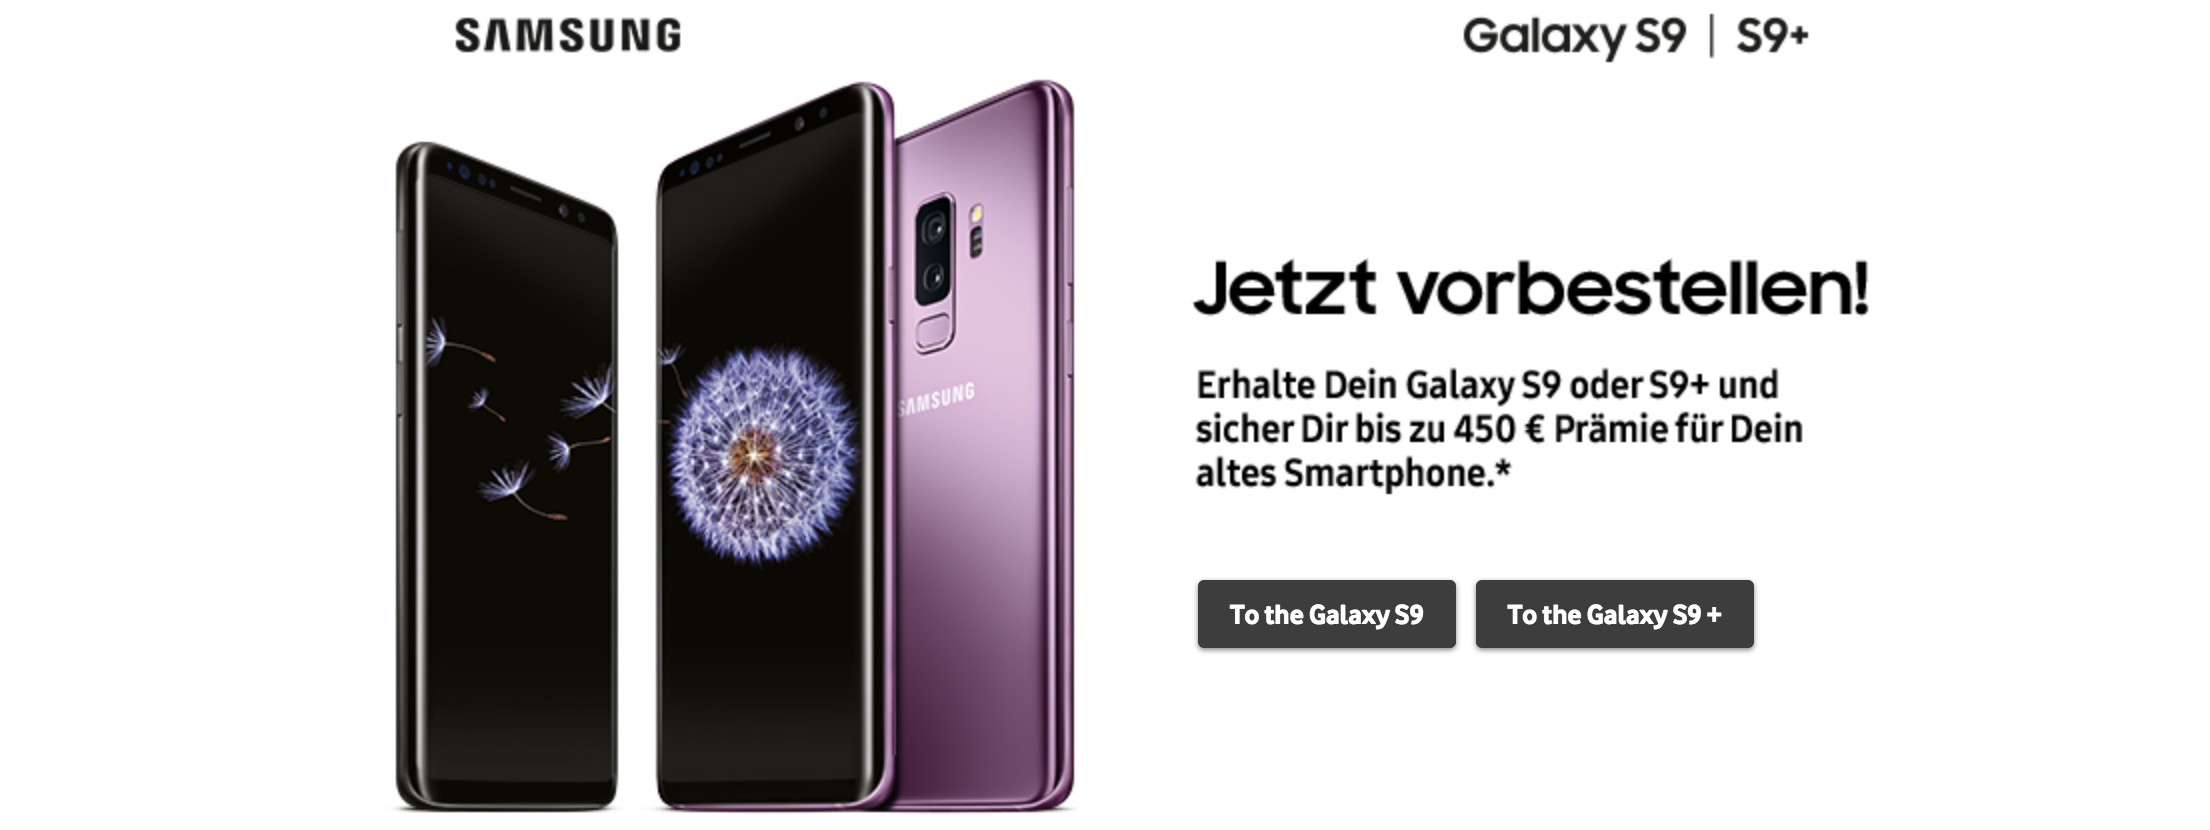 SAMSUNG
Galaxy S9 | S9+
SAMSUNG
Jetzt vorbestellen!
Erhalte Dein Galaxy S9 oder S9+ und
sicher Dir bis zu 450 € Prämie für Dein
altes Smartphone.*
To the Galaxy S9
To the Galaxy S9 +